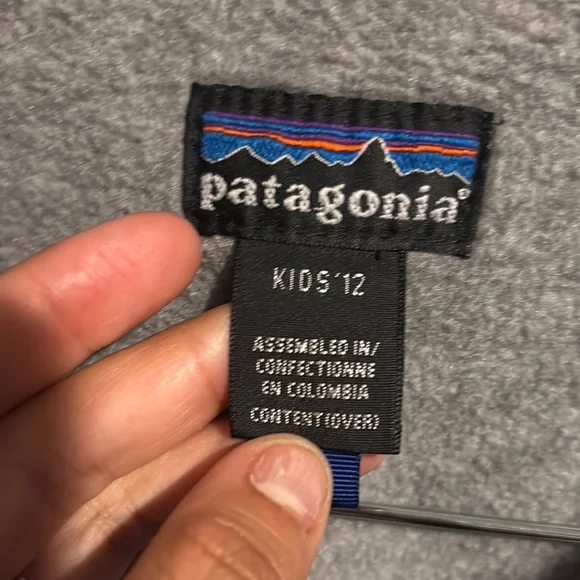 patagonia®
KIDS'12
ASSEMBLED IN/
CONFECTIONNE
EN COLOMBIA
CONTENT(OVER)